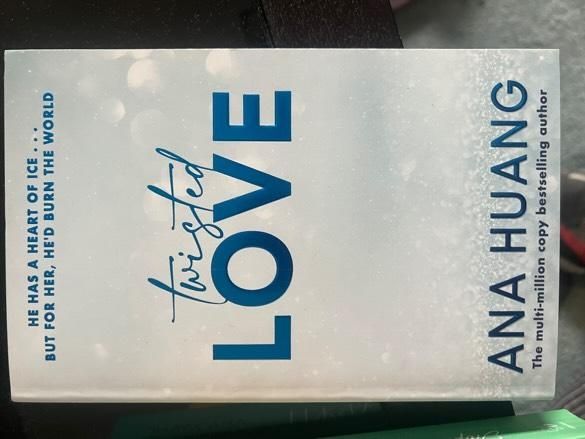 HE HAS A HEART OF ICE . . .
BUT FOR HER, HE'D BURN THE WORLD
twisted
LOVE
ANA HUANG
The multi-million copy bestselling author